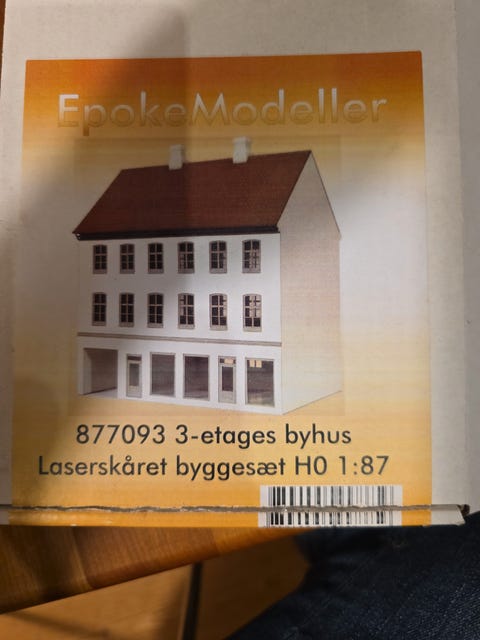 EpokeModeller
877093 3-etages byhus
Laserskåret byggesæt H0 1:87